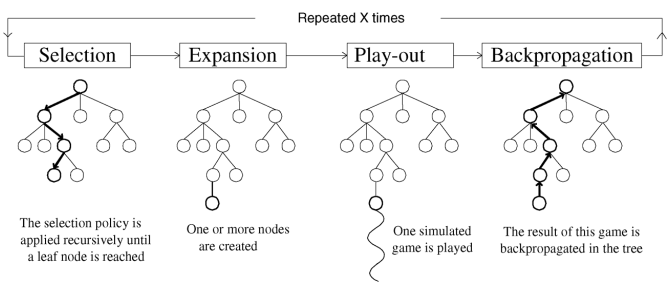 Repeated X times
Selection
Expansion
Play-out
Backpropagation
The selection policy is
applied recursively until
a leaf node is reached
One or more nodes
are created
One simulated
game is played
The result of this game is
backpropagated in the tree